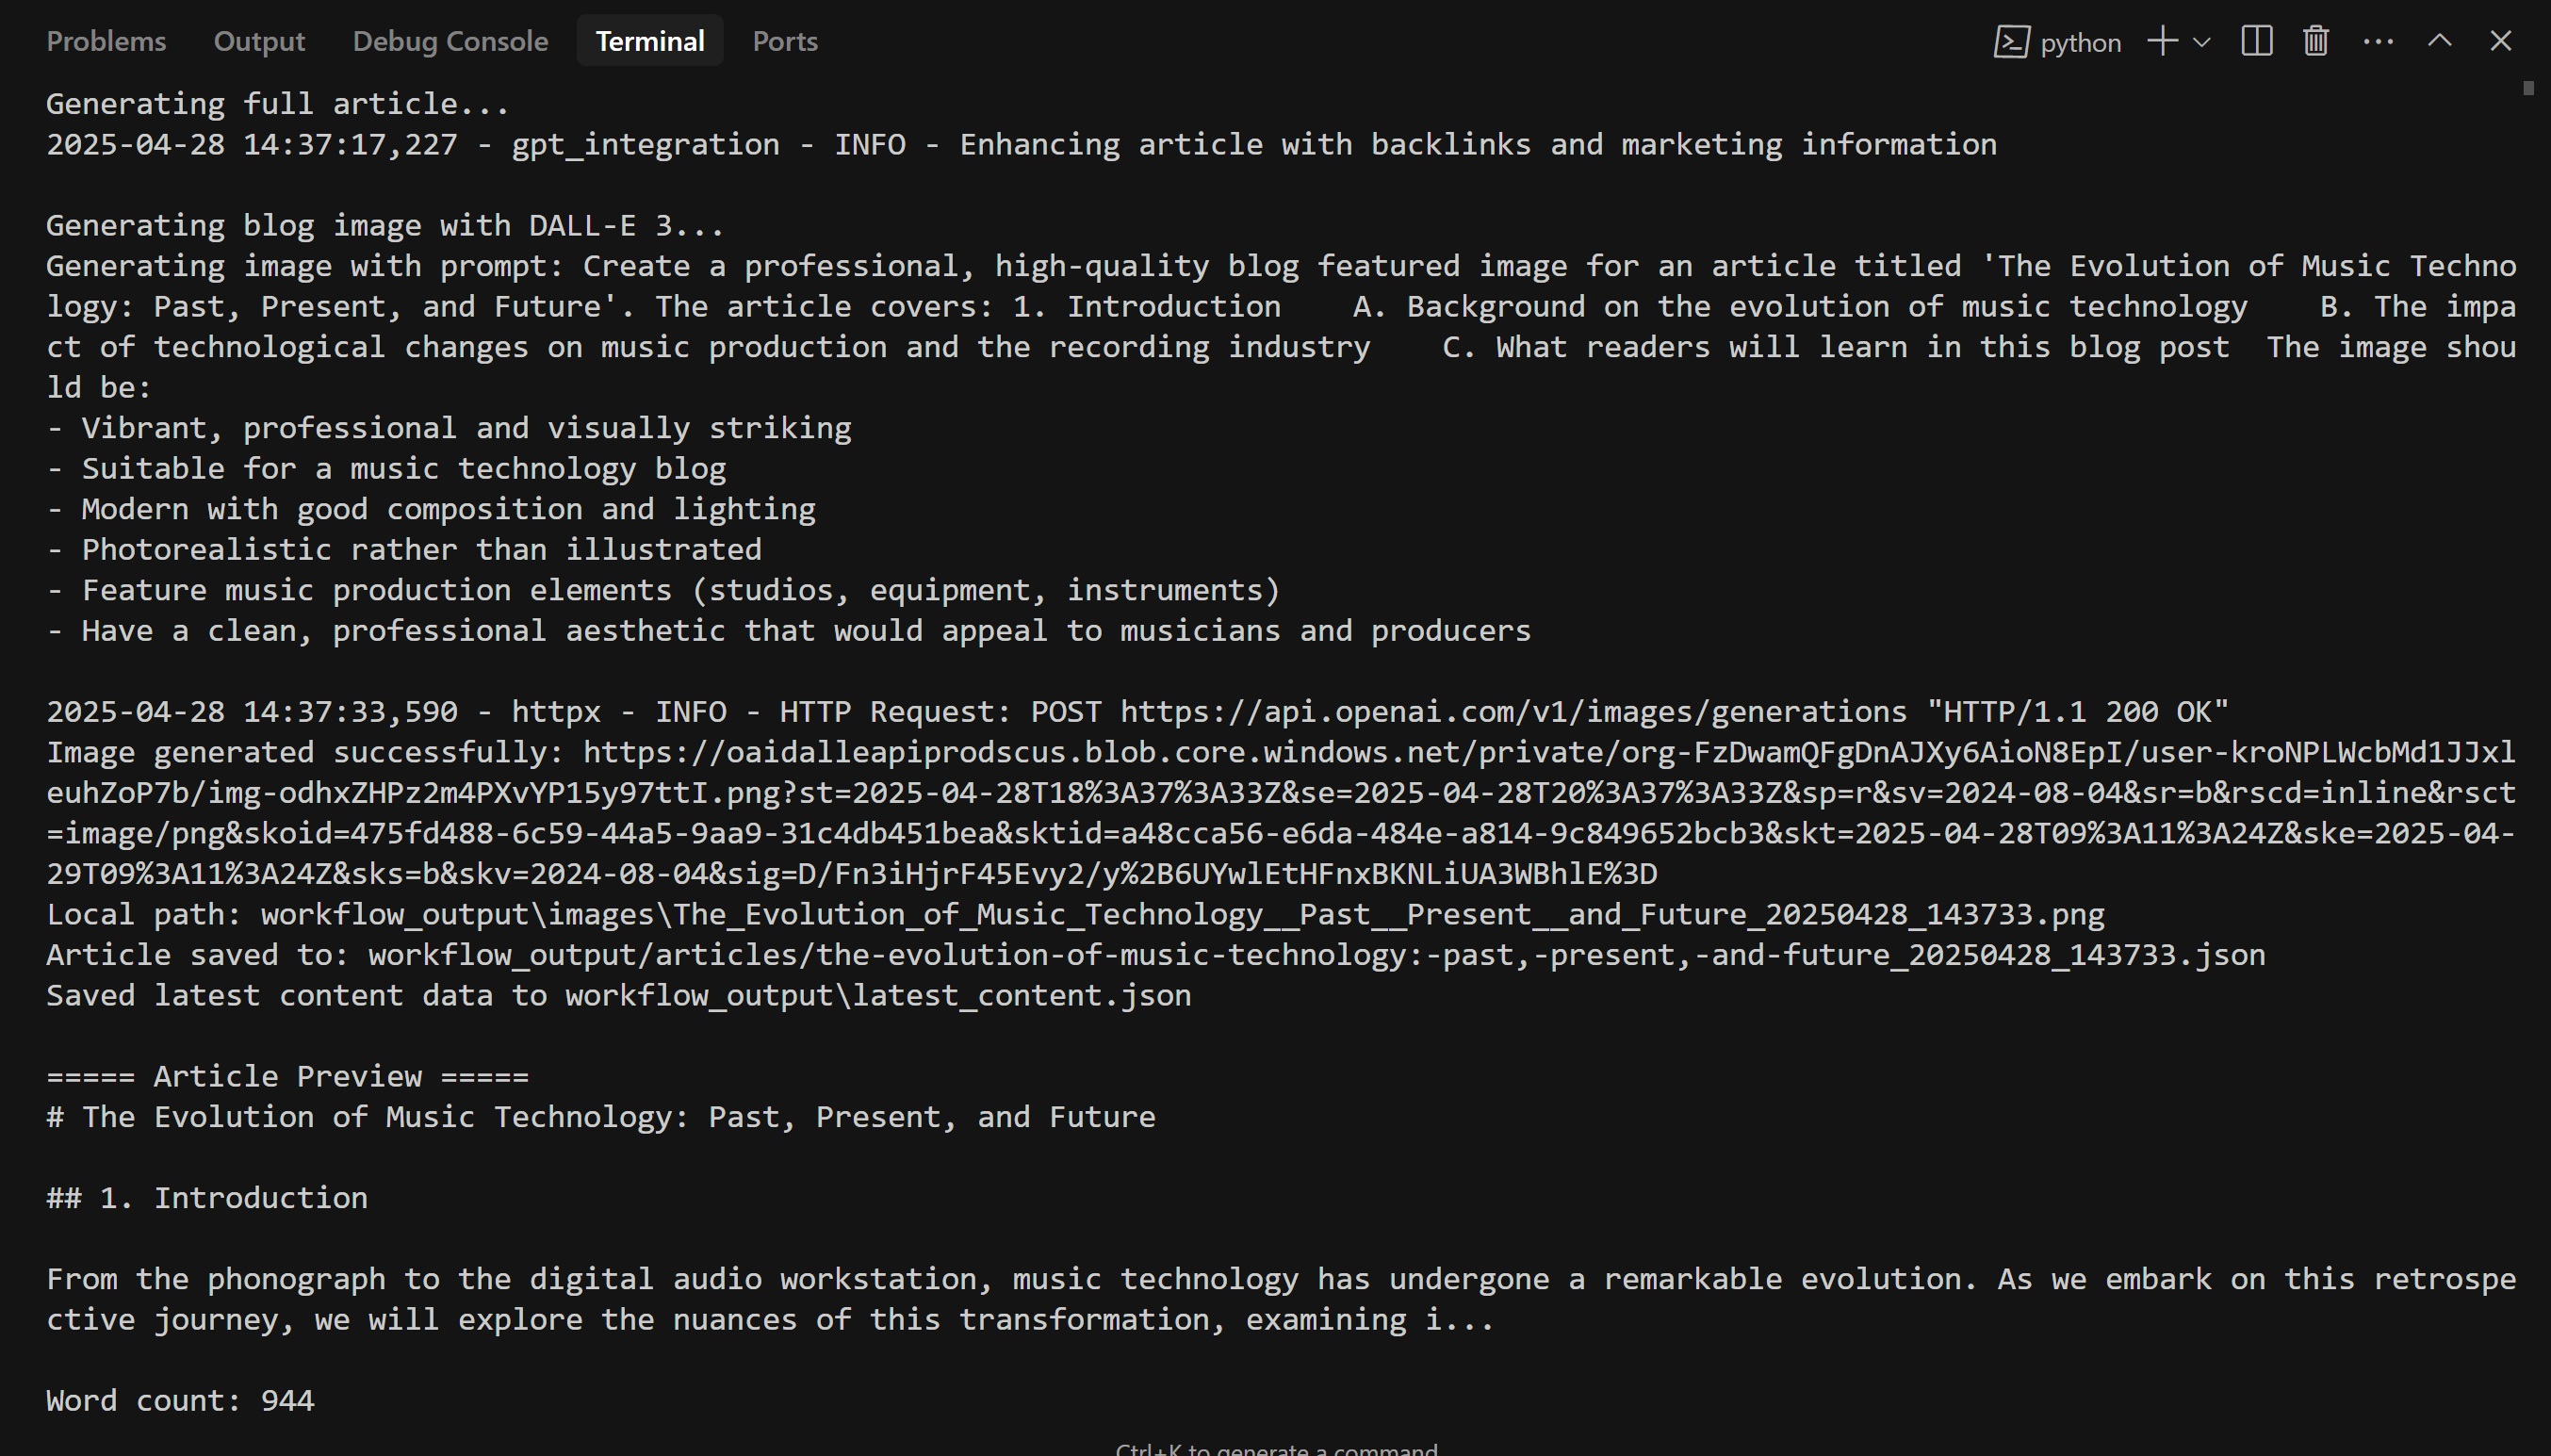 Problems Output Debug Console Terminal Ports python
Generating full article...
2025-04-28 14:37:17,227 - gpt_integration - INFO - Enhancing article with backlinks and marketing information
Generating blog image with DALL-E 3...
Generating image with prompt: Create a professional, high-quality blog featured image for an article titled 'The Evolution of Music Techno
logy: Past, Present, and Future'. The article covers: 1. Introduction    A. Background on the evolution of music technology    B. The impa
ct of technological changes on music production and the recording industry    C. What readers will learn in this blog post  The image shou
ld be:
- Vibrant, professional and visually striking
- Suitable for a music technology blog
- Modern with good composition and lighting
- Photorealistic rather than illustrated
- Feature music production elements (studios, equipment, instruments)
- Have a clean, professional aesthetic that would appeal to musicians and producers
2025-04-28 14:37:33,590 - httpx - INFO - HTTP Request: POST https://api.openai.com/v1/images/generations "HTTP/1.1 200 OK"
Image generated successfully: https://oaidalleapiprodscus.blob.core.windows.net/private/org-FzDwamQFgDnAJXy6AioN8EpI/user-kroNPLWcbMd1JJxl
euhZoP7b/img-odhxZHPz2m4PXvYP15y97ttI.png?st=2025-04-28T18%3A37%3A33Z&se=2025-04-28T20%3A37%3A33Z&sp=r&sv=2024-08-04&sr=b&rscd=inline&rsct
=image/png&skoid=475fd488-6c59-44a5-9aa9-31c4db451bea&sktid=a48cca56-e6da-484e-a814-9c849652bcb3&skt=2025-04-28T09%3A11%3A24Z&ske=2025-04-
29T09%3A11%3A24Z&sks=b&skv=2024-08-04&sig=D/Fn3iHjrF45Evy2/y%2B6UYwlEtHFnxBKNLiUA3WBhlE%3D
Local path: workflow_output\images\The_Evolution_of_Music_Technology__Past__Present__and_Future_20250428_143733.png
Article saved to: workflow_output/articles/the-evolution-of-music-technology:-past,-present,-and-future_20250428_143733.json
Saved latest content data to workflow_output\latest_content.json
===== Article Preview =====
# The Evolution of Music Technology: Past, Present, and Future
## 1. Introduction
From the phonograph to the digital audio workstation, music technology has undergone a remarkable evolution. As we embark on this retrospe
ctive journey, we will explore the nuances of this transformation, examining i...
Word count: 944
Ctrl+K to generate a command